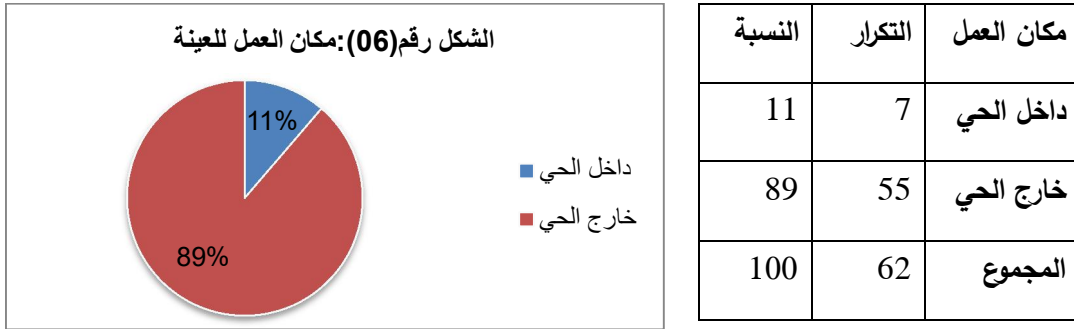 الشكل رقم(06):مكان العمل للعينة
11%
89%
داخل الحي
خارج الحي
مكان العمل التكرار النسبة
داخل الحي 7 11
خارج الحي 55 89
المجموع 62 100